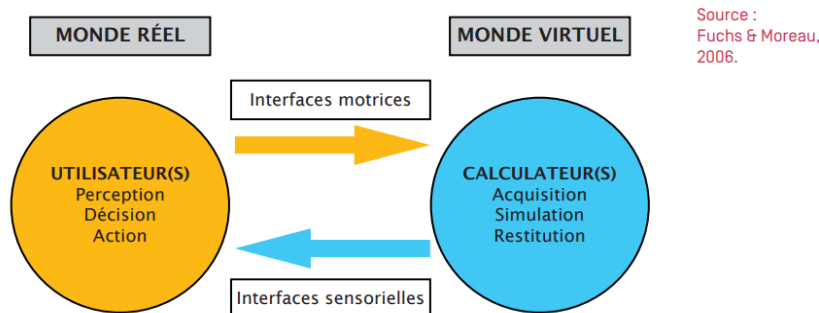 MONDE RÉEL
MONDE VIRTUEL
Source :
Fuchs & Moreau,
2006.
Interfaces motrices
UTILISATEUR(S)
Perception
Décision
Action
CALCULATEUR(S)
Acquisition
Simulation
Restitution
Interfaces sensorielles